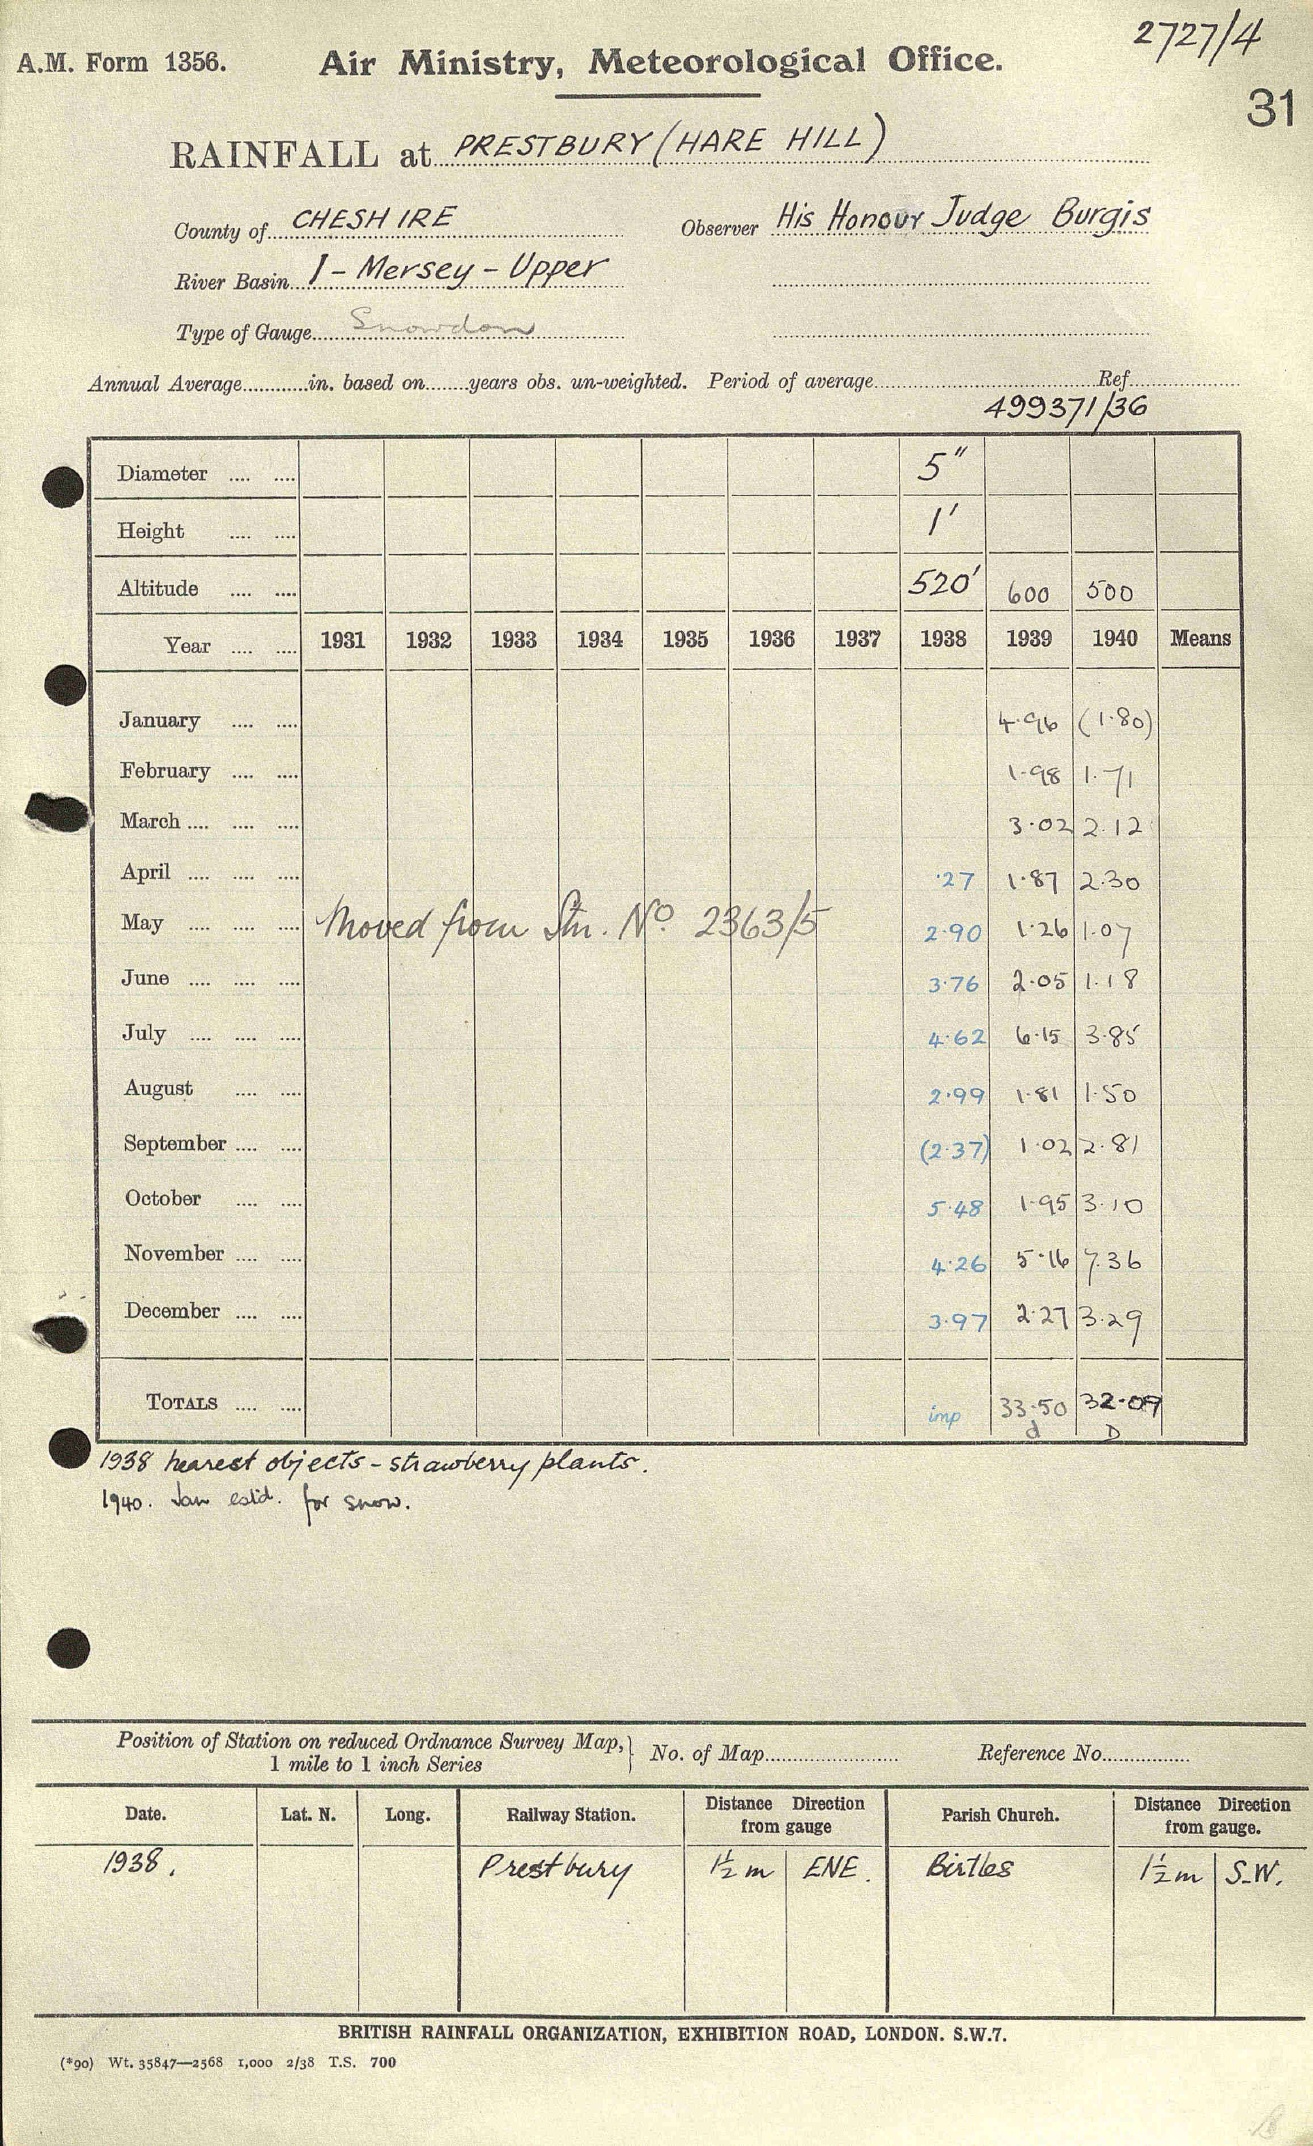 2727/4
A.M. Form 1356. Air Ministry, Meteorological Office.
31
RAINFALL at PRESTBURY (HARE HILL)
County of CHESHIRE Observer His Honour Judge Burgis
River Basin 1 - Mersey - Upper
Type of Gauge Snowdon
Annual Average............in. based on........years obs. un-weighted. Period of average........................Ref................
499371/36
Diameter .... .... 5"
Height .... .... 1'
Altitude .... .... 520' 600 500
Year .... .... 1931 1932 1933 1934 1935 1936 1937 1938 1939 1940 Means
January .... .... 4.96 (1.80)
February .... .... 1.98 1.71
March .... .... .... 3.02 2.12
April .... .... .... .27 1.87 2.30
May .... .... .... Moved from Stn. No. 2363/5 2.90 1.26 1.07
June .... .... .... 3.76 2.05 1.18
July .... .... .... 4.62 6.15 3.85
August .... .... 2.99 1.81 1.50
September .... .... (2.37) 1.02 2.81
October .... .... 5.48 1.95 3.10
November .... .... 4.26 5.16 7.36
December .... .... 3.97 2.27 3.29
TOTALS .... .... imp 33.50 32.09
d D
1938 nearest objects - strawberry plants.
1940. Jan estd. for snow.
Position of Station on reduced Ordnance Survey Map, } No. of Map........................ Reference No................
1 mile to 1 inch Series
Date. Lat. N. Long. Railway Station. Distance Direction from gauge Parish Church. Distance Direction from gauge.
1938. Prestbury 1½ m ENE. Birtles 1½ m S.W.
BRITISH RAINFALL ORGANIZATION, EXHIBITION ROAD, LONDON. S.W.7.
(*90) Wt. 35847—2568 1,000 2/38 T.S. 700